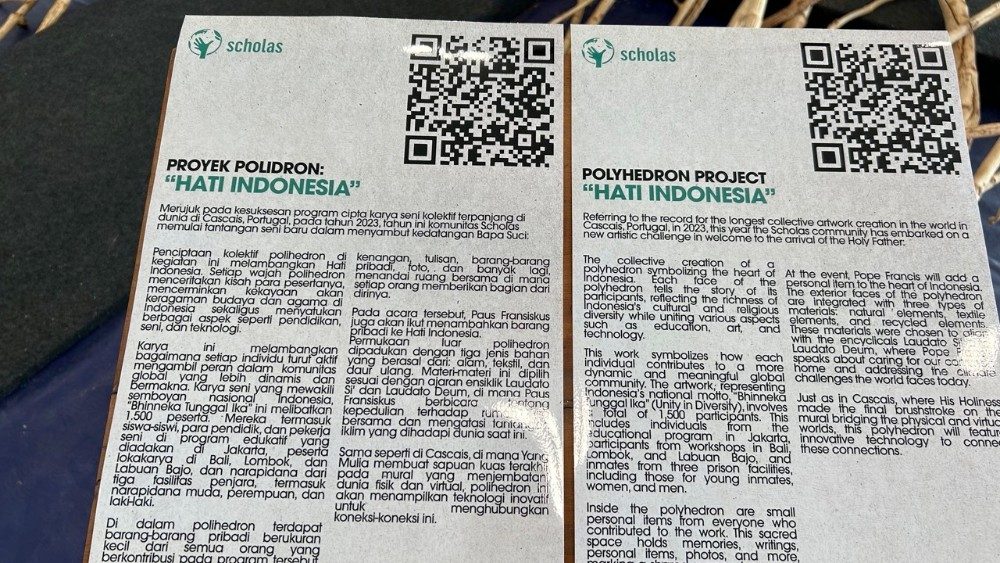 scholas
PROYEK POLIDRON:
"HATI INDONESIA"
Merujuk pada kesuksesan program cipta karya seni kolektif terpanjang di
dunia di Cascais, Portugal, pada tahun 2023, tahun ini komunitas Scholas
memulai tantangan seni baru dalam menyambut kedatangan Bapa Suci:
Penciptaan kolektif polihedron di
kegiatan ini melambangkan Hati
Indonesia. Setiap wajah polihedron
menceritakan kisah para pesertanya,
mencerminkan kekayaan akan
keragaman budaya dan agama di
Indonesia sekaligus menyatukan
berbagai aspek seperti pendidikan,
seni, dan teknologi.
Karya ini melambangkan
bagaimana setiap individu turut aktif
mengambil peran dalam komunitas
global yang lebih dinamis dan
bermakna. Karya seni yang mewakili
semboyan nasional Indonesia,
"Bhinneka Tunggal Ika" ini melibatkan
1,500 peserta. Mereka termasuk
siswa-siswi, para pendidik, dan pekerja
seni di program edukatif yang
diadakan di Jakarta, peserta
lokakarya di Bali, Lombok, dan
Labuan Bajo, dan narapidana dari
tiga fasilitas penjara, termasuk
narapidana muda, perempuan, dan
laki-laki.
Di dalam polihedron terdapat
barang-barang pribadi berukuran
kecil dari semua orang yang
berkontribusi pada program tersebut
kenangan, tulisan, barang-barang
pribadi, foto, dan banyak lagi,
menandai ruang bersama di mana
setiap orang memberikan bagian dari
dirinya.
Pada acara tersebut, Paus Fransiskus
juga akan ikut menambahkan barang
pribadi ke Hati Indonesia.
Permukaan luar polihedron
dipadukan dengan tiga jenis bahan
yang berasal dari: alam, tekstil, dan
daur ulang. Materi-materi ini dipilih
sesuai dengan ajaran ensiklik Laudato
Si' dan Laudato Deum, di mana Paus
Fransiskus berbicara
kepedulian terhadap
bersama dan mengatasi
iklim yang dihadapi dunia saat ini.
Sama seperti di Cascais, di mana Yang
Mulia membuat sapuan kuas terakhir
pada mural yang menjembatani
dunia fisik dan virtual, polihedron ini
akan menampilkan teknologi inovatif
untuk menghubungkan
koneksi-koneksi ini.
scholas
POLYHEDRON PROJECT
"HATI INDONESIA"
Referring to the record for the longest collective artwork creation in the world in
Cascais, Portugal, in 2023, this year the Scholas community has embarked on a
new artistic challenge in welcome to the arrival of the Holy Father:
The collective creation of a
polyhedron symbolizing the heart of
Indonesia. Each face of the
polyhedron tells the story of its
participants, reflecting the richness of
Indonesia's cultural and religious
diversity while uniting various aspects
such as education, art, and
technology.
This work symbolizes how each
individual contributes to a more
dynamic and meaningful global
community. The artwork, representing
Indonesia's national motto, "Bhinneka
Tunggal Ika" (Unity in Diversity), involves
a total of 1,500 participants. This
includes individuals from the
educational program in Jakarta,
participants from workshops in Bali,
Lombok, and Labuan Bajo, and
inmates from three prison facilities,
including those for young inmates,
women, and men.
Inside the polyhedron are small
personal items from everyone who
contributed to the work. This sacred
space holds memories, writings,
personal items, photos, and more,
At the event, Pope Francis will add a
personal item to the heart of Indonesia.
The exterior faces of the polyhedron
are integrated with three types of
materials: natural elements, textile
elements, and recycled elements.
These materials were chosen to align
with the encyclicals Laudato
Laudato Deum, where Pope
speaks about caring for our
home and addressing the climate
challenges the world faces today.
Just as in Cascais, where His Holiness
made the final brushstroke on the
mural bridging the physical and virtual
worlds, this polyhedron will feature
innovative technology to
these connections.